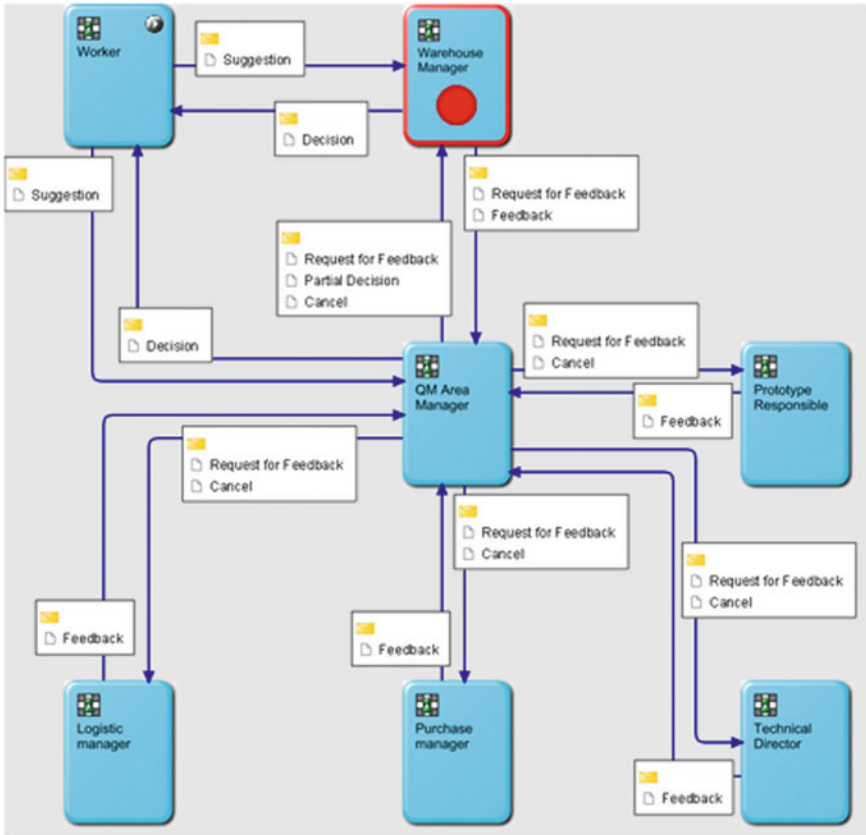 Worker
Suggestion
Warehouse
Manager
Decision
Suggestion
Request for Feedback
Feedback
Request for Feedback
Partial Decision
Cancel
Decision
QM Area
Manager
Request for Feedback
Cancel
Prototype
Responsible
Feedback
Request for Feedback
Cancel
Request for Feedback
Cancel
Request for Feedback
Cancel
Feedback
Feedback
Logistic
manager
Purchase
manager
Technical
Director
Feedback